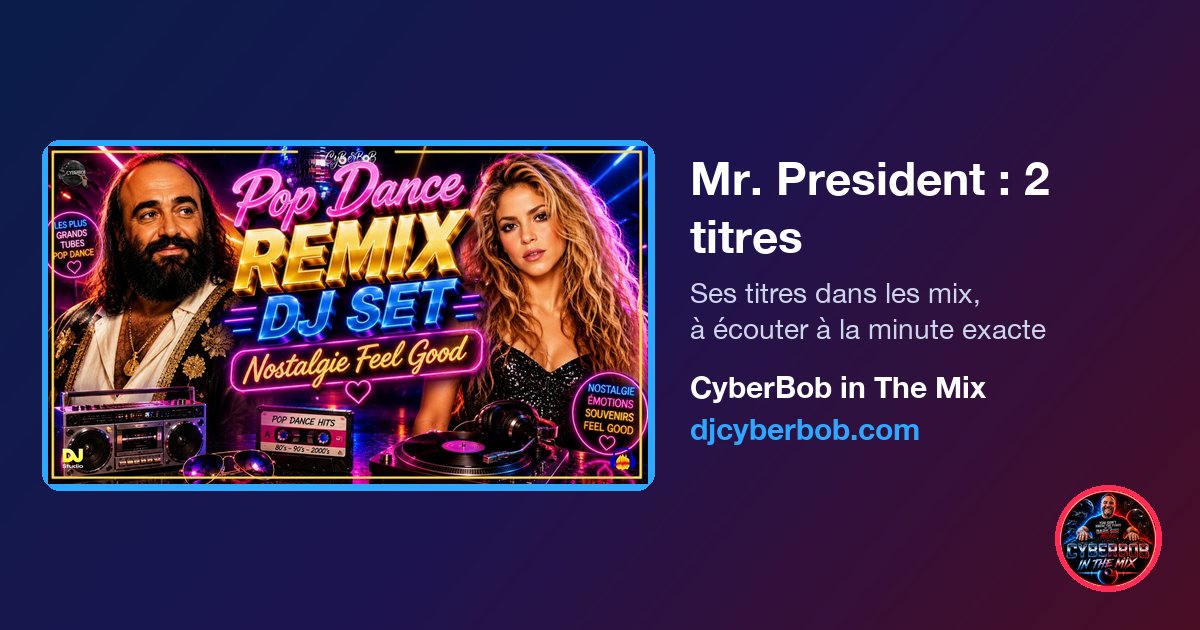 CYBERBOB
CYBERBOB
Pop Dance
REMIX
DJ SET
Nostalgie Feel Good
LES PLUS
GRANDS
TUBES
POP DANCE
NOSTALGIE
ÉMOTIONS
SOUVENIRS
FEEL GOOD
POP DANCE HITS
A
80's - 90's - 2000's
DJ
Studio
Mr. President : 2
titres
Ses titres dans les mix,
à écouter à la minute exacte
CyberBob in The Mix
djcyberbob.com
CYBERBOB
IN THE MIX